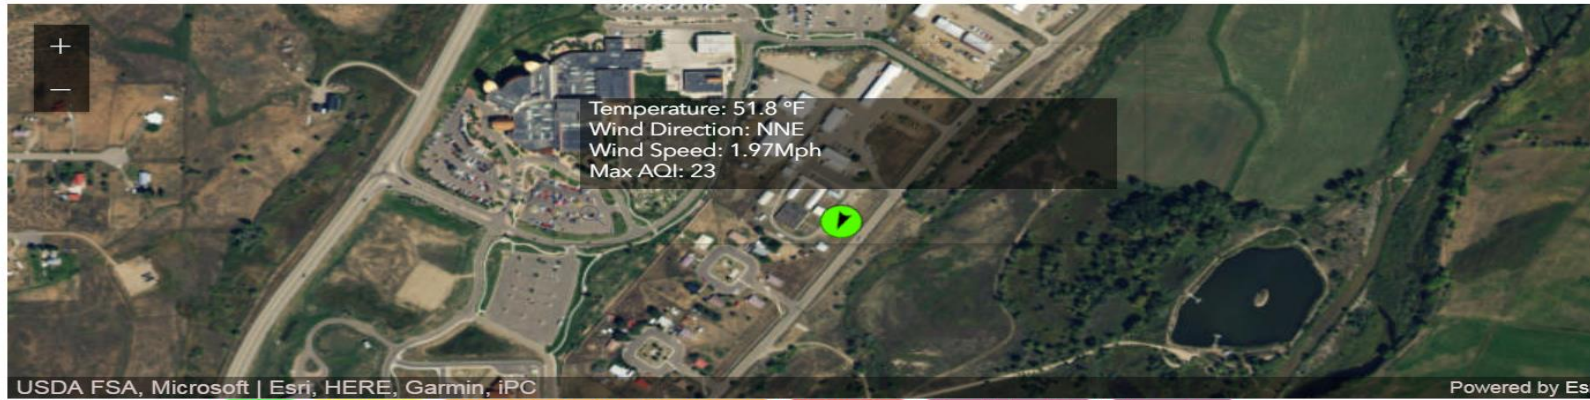 +
−
Temperature: 51.8 °F
Wind Direction: NNE
Wind Speed: 1.97Mph
Max AQI: 23
USDA FSA, Microsoft | Esri, HERE, Garmin, iPC
Powered by Es